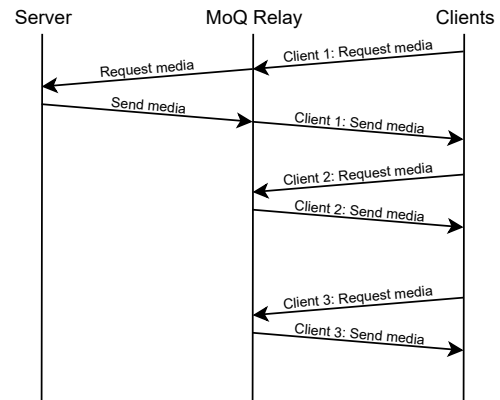 Server
MoQ Relay
Clients
Client 1: Request media
Request media
Send media
Client 1: Send media
Client 2: Request media
Client 2: Send media
Client 3: Request media
Client 3: Send media